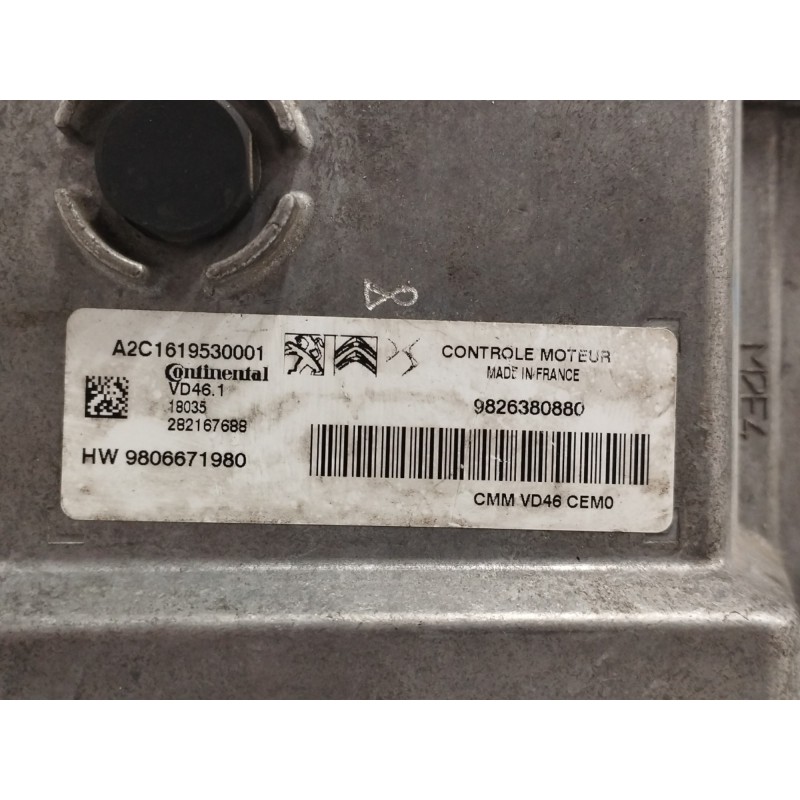 A2C1619530001
Continental
VD46.1
18035
282167688
HW 9806671980
CONTROLE MOTEUR
MADE IN FRANCE
9826380880
CMM VD46 CEM0